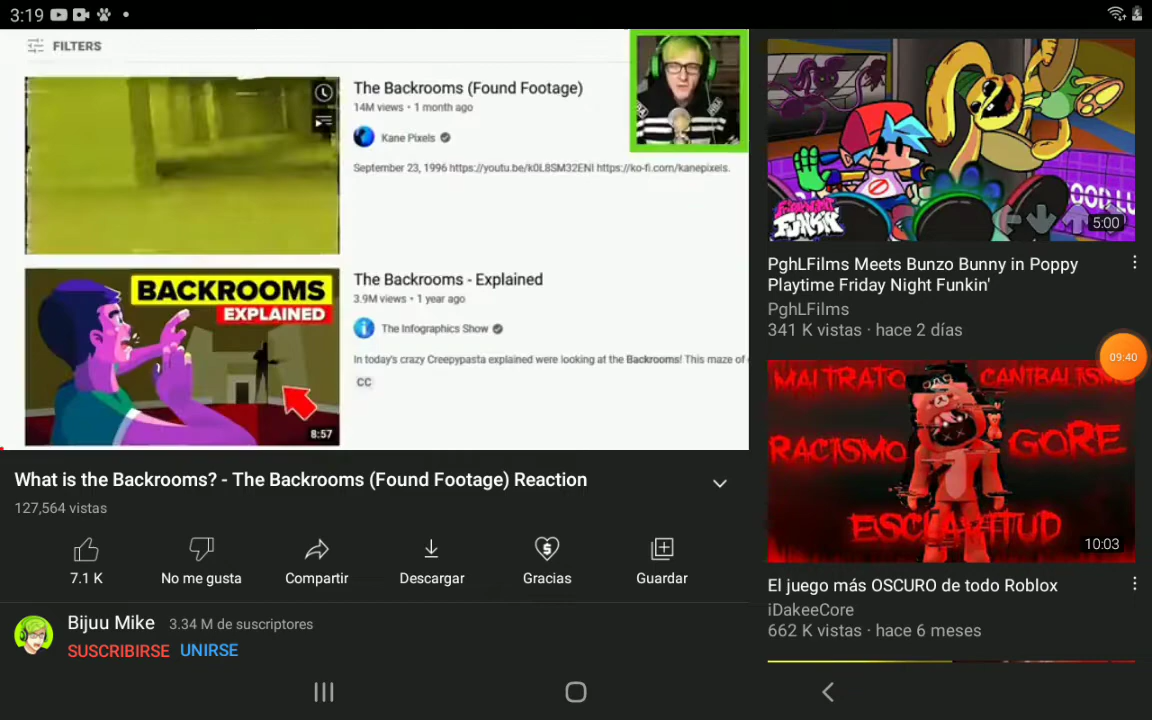 3:19
FILTERS
The Backrooms (Found Footage)
14M views • 1 month ago
Kane Pixels
September 23, 1996 https://youtu.be/k0L8SM32ENI https://ko-fi.com/kanepixels.
BACKROOMS
EXPLAINED
8:57
The Backrooms - Explained
3.9M views • 1 year ago
The Infographics Show
In today's crazy Creepypasta explained were looking at the Backrooms! This maze of
CC
What is the Backrooms? - The Backrooms (Found Footage) Reaction
127,564 vistas
7.1 K
No me gusta
Compartir
Descargar
Gracias
Guardar
Bijuu Mike 3.34 M de suscriptores
SUSCRIBIRSE UNIRSE
FRIDAY NIGHT
FUNKIN'
GOOD LU
5:00
PghLFilms Meets Bunzo Bunny in Poppy
Playtime Friday Night Funkin'
PghLFilms
341 K vistas · hace 2 días
09:40
MALTRATO
CANIBALISMO
RACISMO
GORE
ESCLAVITUD
10:03
El juego más OSCURO de todo Roblox
iDakeeCore
662 K vistas · hace 6 meses